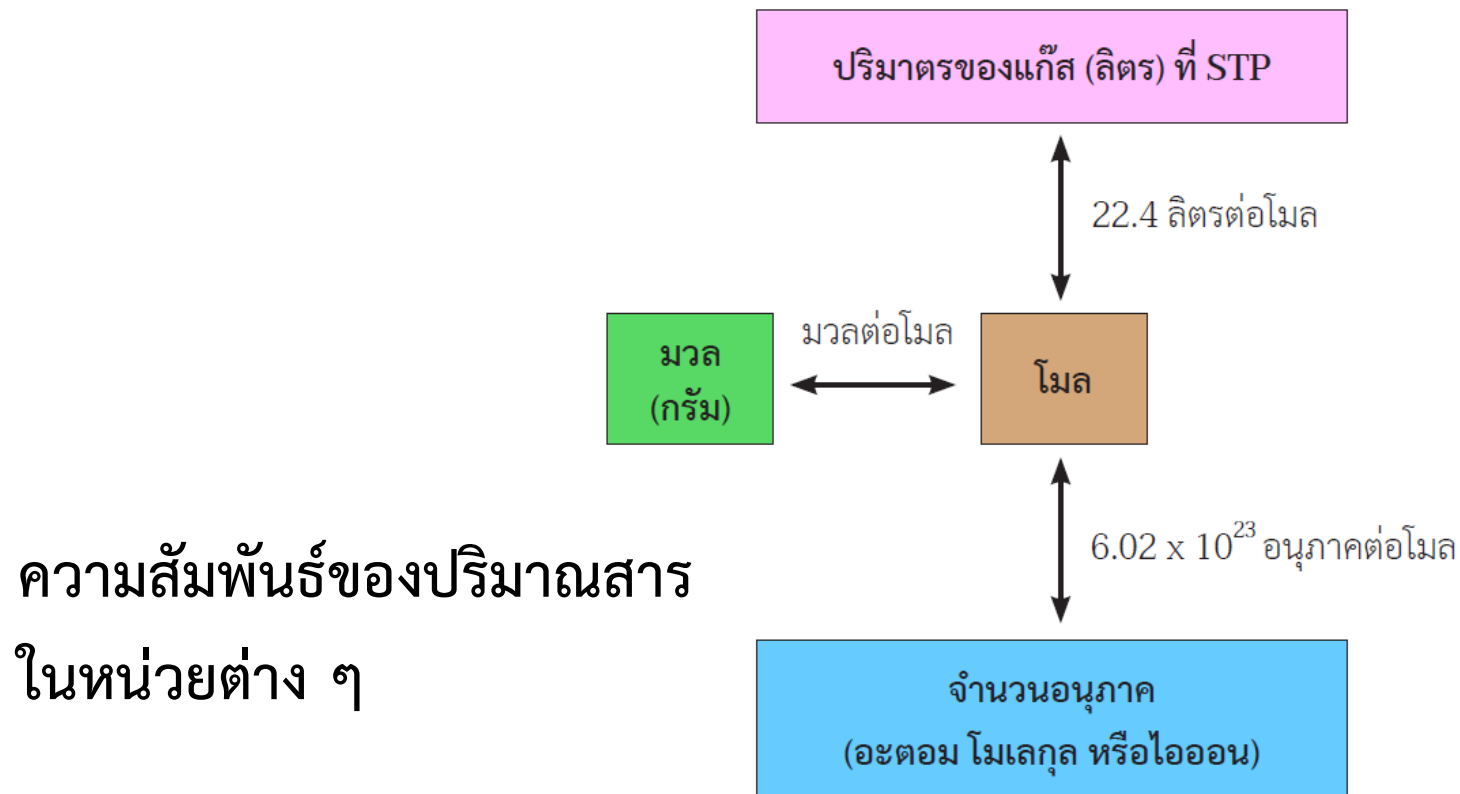 ปริมาตรของแก๊ส (ลิตร) ที่ STP
22.4 ลิตรต่อโมล
มวลต่อโมล
มวล
(กรัม)
โมล
6.02 x 10²³ อนุภาคต่อโมล
ความสัมพันธ์ของปริมาณสาร
ในหน่วยต่าง ๆ
จำนวนอนุภาค
(อะตอม โมเลกุล หรือไอออน)